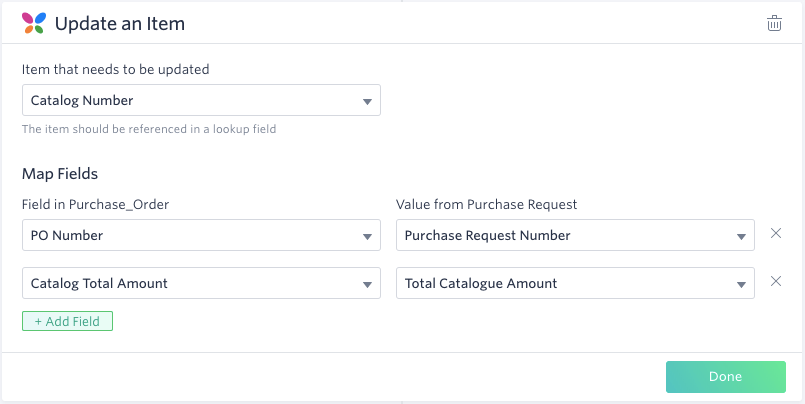 Update an Item
Item that needs to be updated
Catalog Number
The item should be referenced in a lookup field
Map Fields
Field in Purchase_Order
Value from Purchase Request
PO Number
Purchase Request Number
Catalog Total Amount
Total Catalogue Amount
+ Add Field
Done